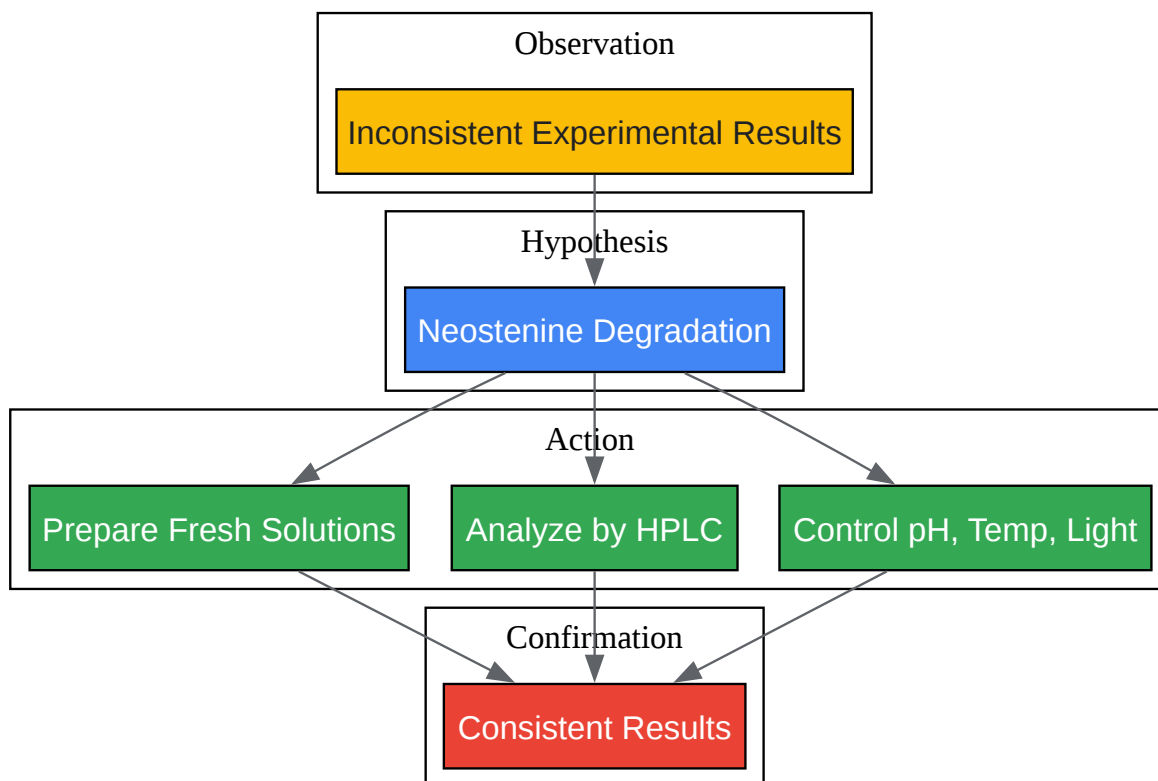 Observation
Inconsistent Experimental Results
Hypothesis
Neostenine Degradation
Action
Prepare Fresh Solutions
Analyze by HPLC
Control pH, Temp, Light
Confirmation
Consistent Results